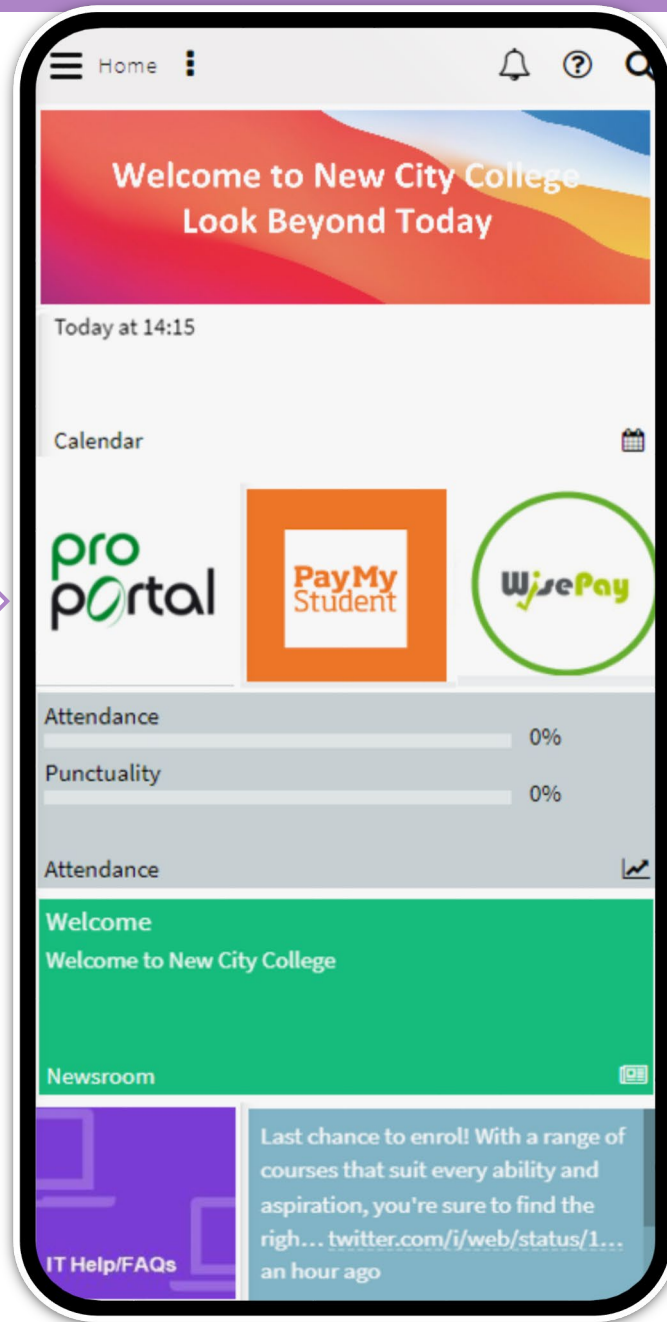 Home
Welcome to New City College
Look Beyond Today
Today at 14:15
Calendar
pro
portal
PayMy
Student
WisePay
Attendance
0%
Punctuality
0%
Attendance
Welcome
Welcome to New City College
Newsroom
IT Help/FAQs
Last chance to enrol! With a range of
courses that suit every ability and
aspiration, you're sure to find the
righ... twitter.com/i/web/status/1...
an hour ago